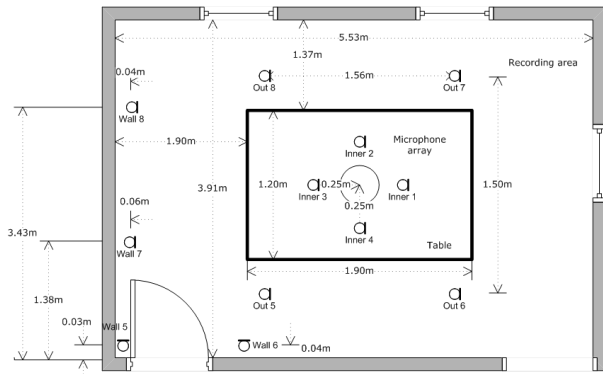 5.53m
1.37m
Recording area
0.04m
Out 8
1.56m
Out 7
Wall 8
Microphone
array
Inner 2
1.90m
3.91m
1.20m
Inner 3
0.25m
Inner 1
1.50m
0.25m
0.06m
3.43m
Inner 4
Wall 7
Table
1.90m
1.38m
Out 5
Out 6
0.03m
Wall 5
Wall 6
0.04m